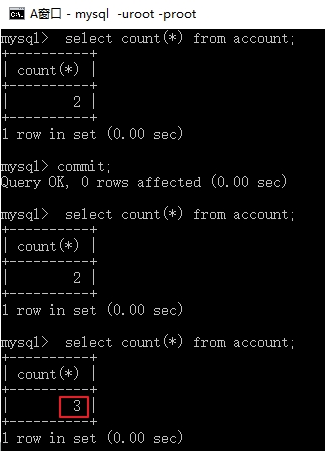 A窗口 - mysql -uroot -proot
mysql>  select count(*) from account;
+----------+
| count(*) |
+----------+
|        2 |
+----------+
1 row in set (0.00 sec)
mysql> commit;
Query OK, 0 rows affected (0.00 sec)
mysql>  select count(*) from account;
+----------+
| count(*) |
+----------+
|        2 |
+----------+
1 row in set (0.00 sec)
mysql>  select count(*) from account;
+----------+
| count(*) |
+----------+
|        3 |
+----------+
1 row in set (0.00 sec)